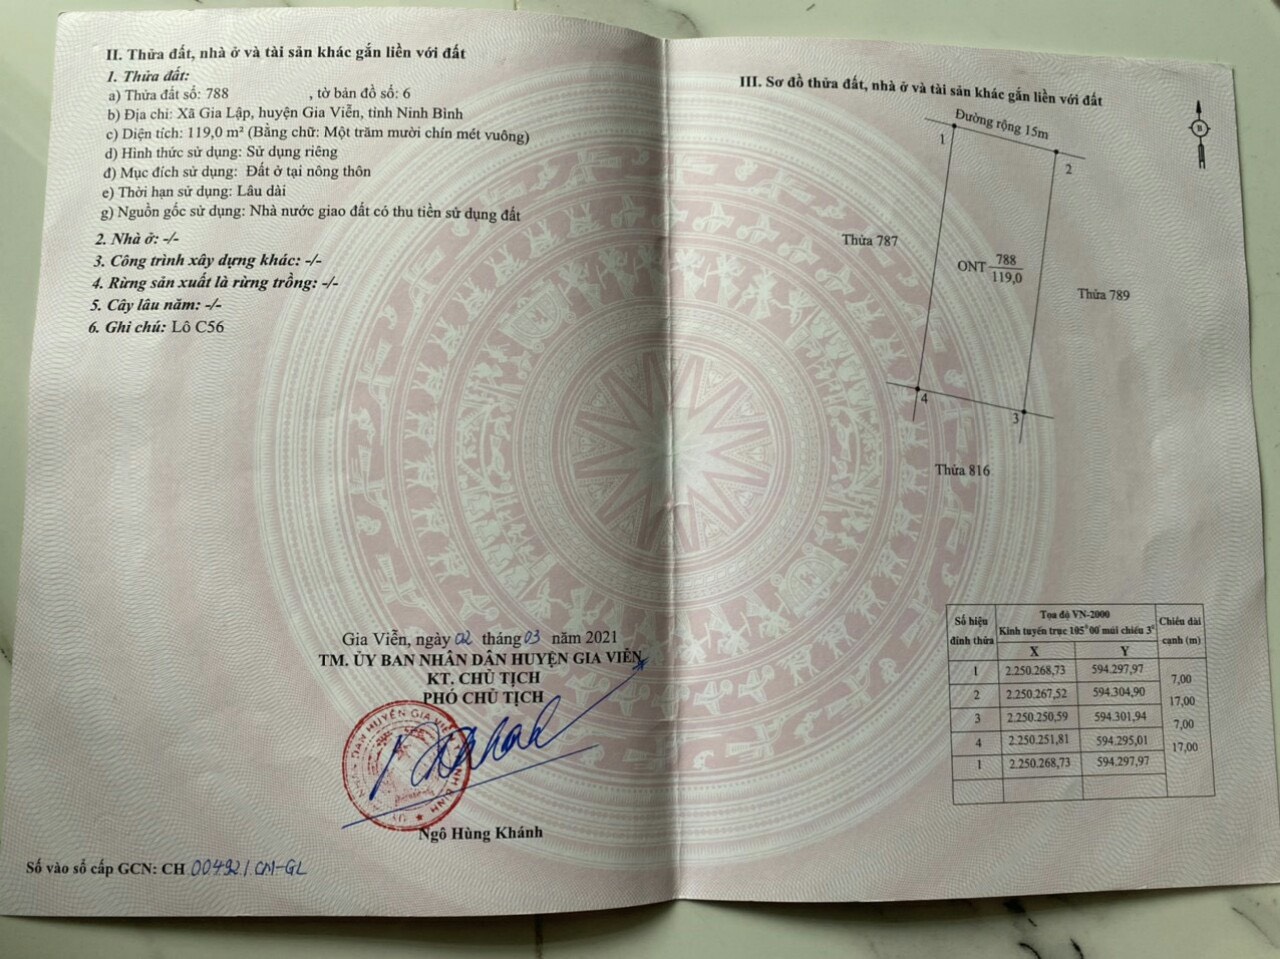 II. Thửa đất, nhà ở và tài sản khác gắn liền với đất
1. Thửa đất:
a) Thửa đất số: 788 , tờ bản đồ số: 6
b) Địa chỉ: Xã Gia Lập, huyện Gia Viễn, tỉnh Ninh Bình
c) Diện tích: 119,0 m² (Bằng chữ: Một trăm mười chín mét vuông)
d) Hình thức sử dụng: Sử dụng riêng
đ) Mục đích sử dụng: Đất ở tại nông thôn
e) Thời hạn sử dụng: Lâu dài
g) Nguồn gốc sử dụng: Nhà nước giao đất có thu tiền sử dụng đất
2. Nhà ở: -/-
3. Công trình xây dựng khác: -/-
4. Rừng sản xuất là rừng trồng: -/-
5. Cây lâu năm: -/-
6. Ghi chú: Lô C56
Gia Viễn, ngày 02 tháng 03 năm 2021
TM. ỦY BAN NHÂN DÂN HUYỆN GIA VIỄN
KT. CHỦ TỊCH
PHÓ CHỦ TỊCH
Ngô Hùng Khánh
Số vào sổ cấp GCN: CH 00492/.CM-GL
III. Sơ đồ thửa đất, nhà ở và tài sản khác gắn liền với đất
Đường rộng 15m
B
1
2
Thửa 787
ONT 788
119,0
Thửa 789
4
3
Thửa 816
Số hiệu đỉnh thửa Tọa độ VN-2000 Kinh tuyến trục 105°00 múi chiếu 3° Chiều dài cạnh (m)
X Y
1 2.250.268,73 594.297,97
7,00
2 2.250.267,52 594.304,90
17,00
3 2.250.250,59 594.301,94
7,00
4 2.250.251,81 594.295,01
17,00
1 2.250.268,73 594.297,97